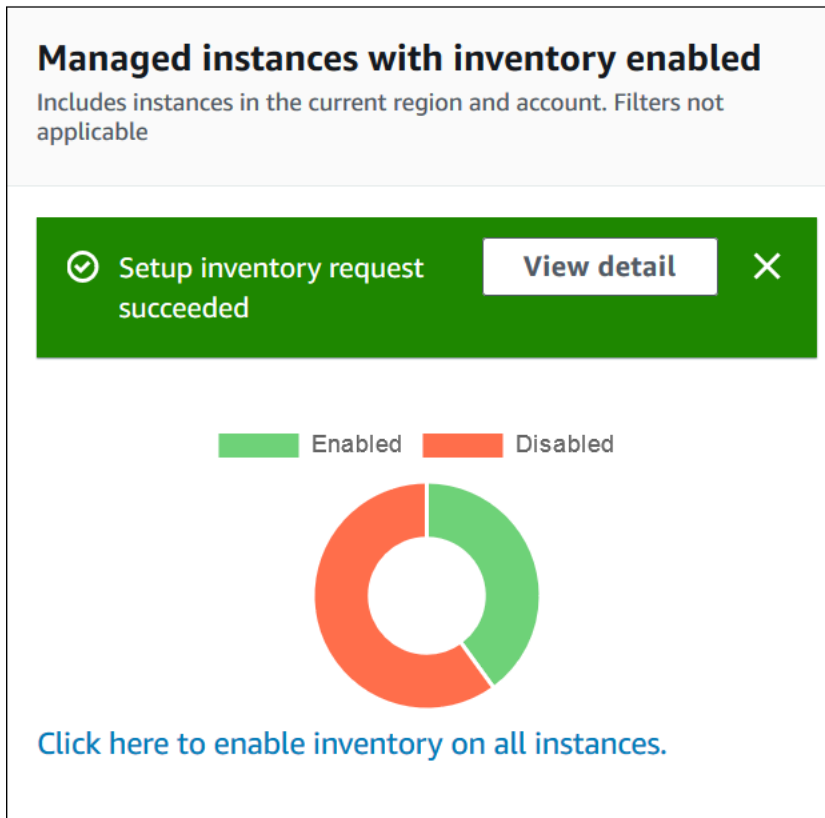 Managed instances with inventory enabled
Includes instances in the current region and account. Filters not
applicable
Setup inventory request
succeeded
View detail
Enabled
Disabled
Click here to enable inventory on all instances.